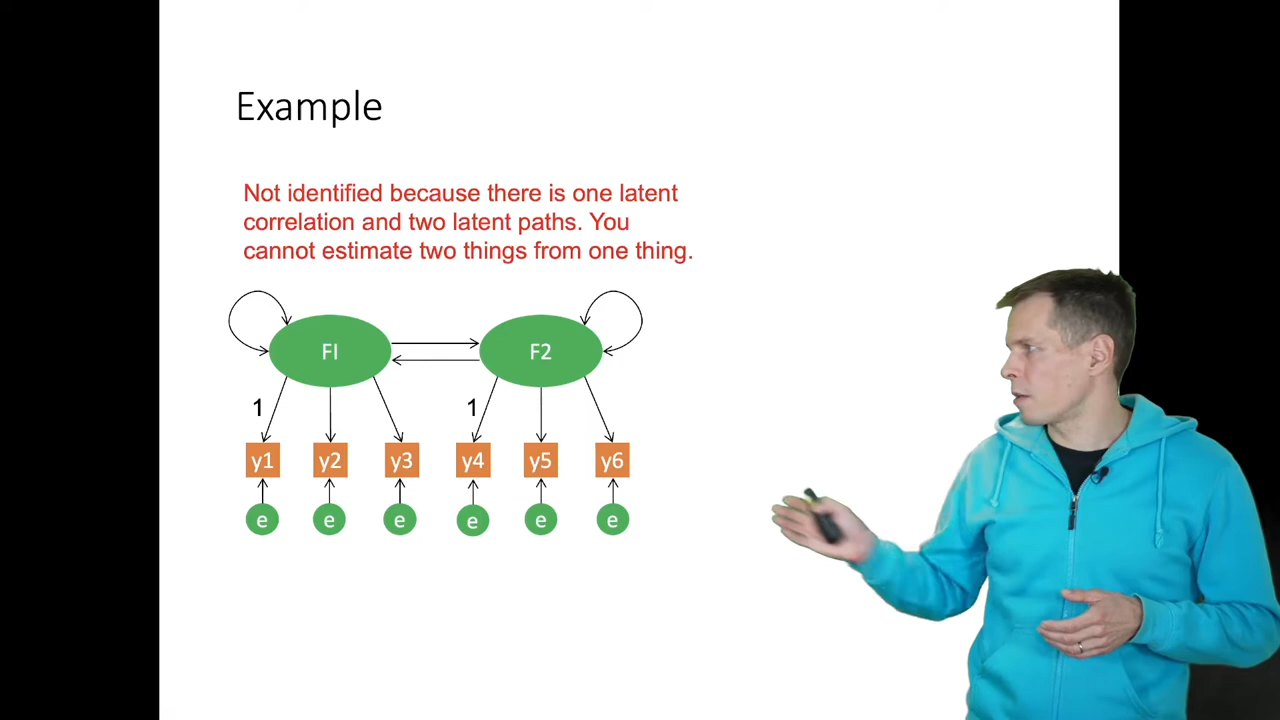 Example
Not identified because there is one latent
correlation and two latent paths. You
cannot estimate two things from one thing.
FI F2
1 1
y1 y2 y3 y4 y5 y6
e e e e e e